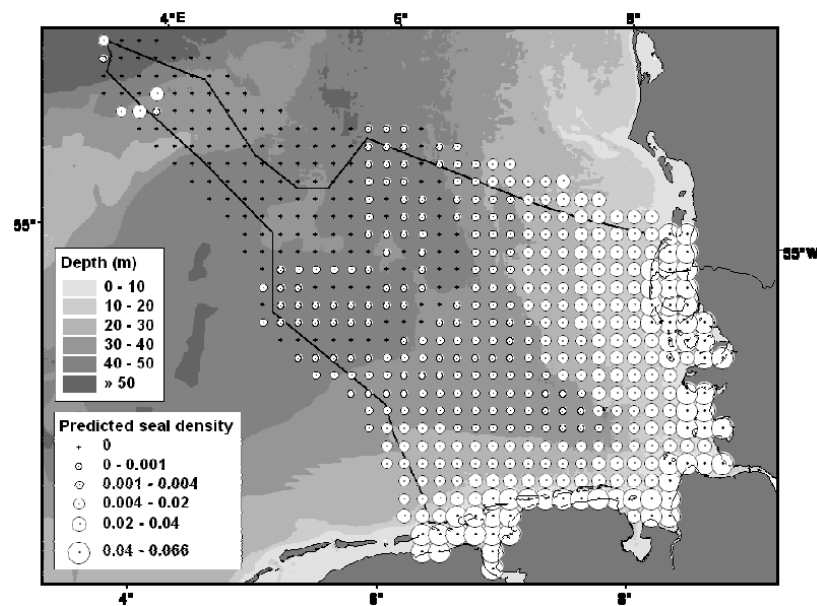 4°E 6° 8°
55°
55°W
Depth (m)
0 - 10
10 - 20
20 - 30
30 - 40
40 - 50
> 50
Predicted seal density
0
0 - 0.001
0.001 - 0.004
0.004 - 0.02
0.02 - 0.04
0.04 - 0.066
4° 6° 8°